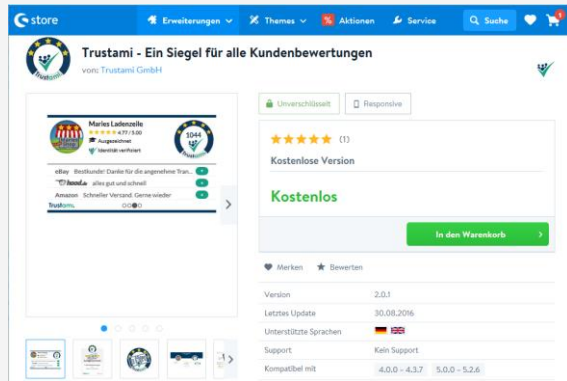 store
Erweiterungen
Themes
Aktionen
Service
Suche
Trustami - Ein Siegel für alle Kundenbewertungen
von: Trustami GmbH
Unverschlüsselt
Responsive
Maries Ladenzeile
4.77 / 5.00
Ausgezeichnet
Identität verifiziert
1044
eBay Bestkunde! Danke für die angenehme Tran...
hood.de alles gut und schnell
Amazon Schneller Versand. Gerne wieder
Trustami.
(1)
Kostenlose Version
Kostenlos
In den Warenkorb
Merken
Bewerten
Version 2.0.1
Letztes Update 30.08.2016
Unterstützte Sprachen
Support Kein Support
Kompatibel mit 4.0.0 - 4.3.7 5.0.0 - 5.2.6